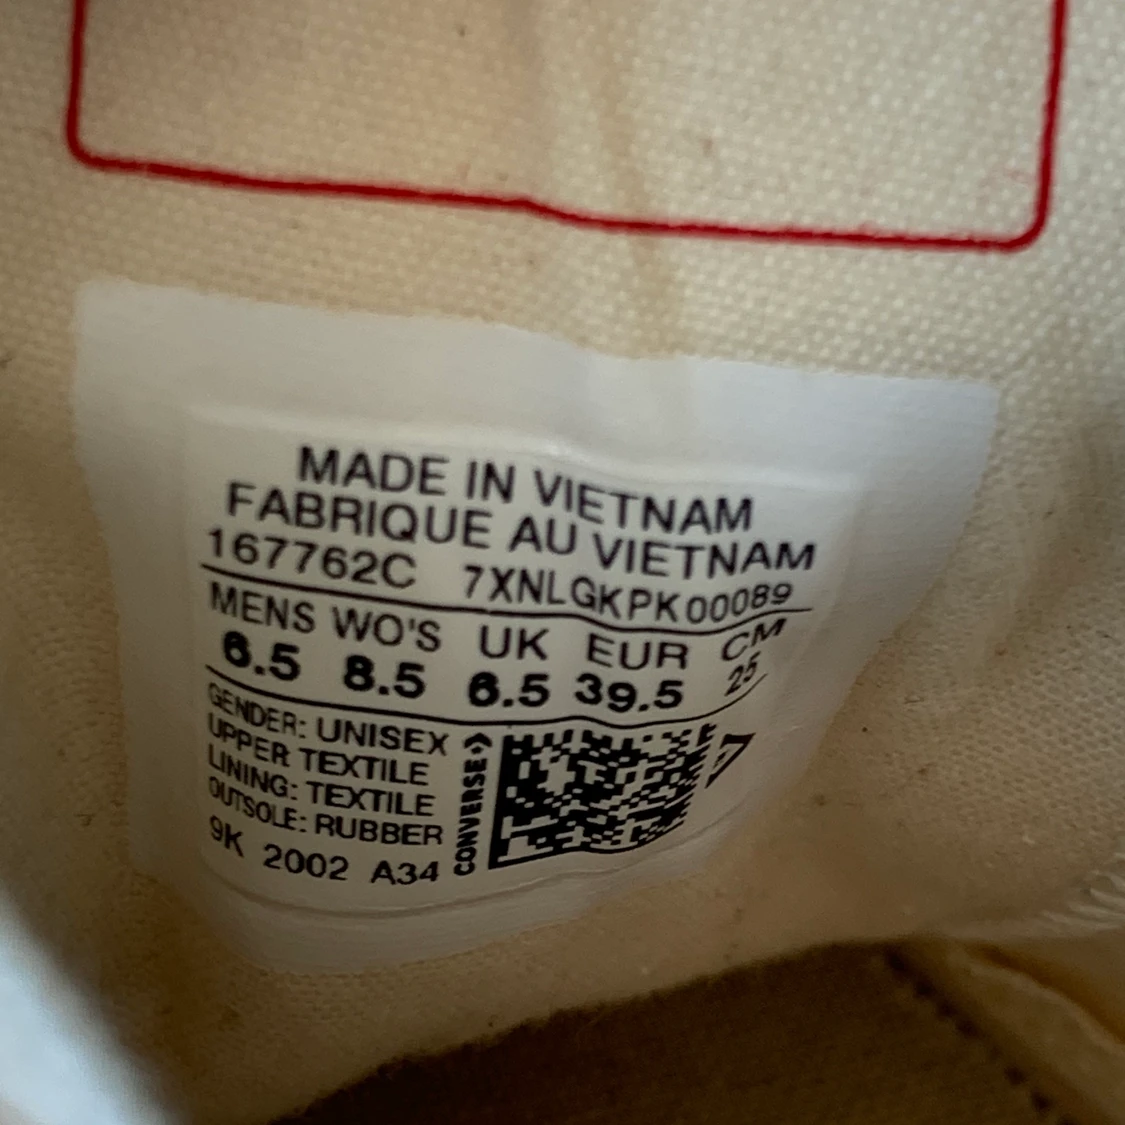 MADE IN VIETNAM
FABRIQUE AU VIETNAM
167762C 7XNLGKPK00089
MENS WO'S UK EUR CM
6.5 8.5 6.5 39.5 25
GENDER: UNISEX
UPPER TEXTILE
LINING: TEXTILE
OUTSOLE: RUBBER
9K 2002 A34
CONVERSE